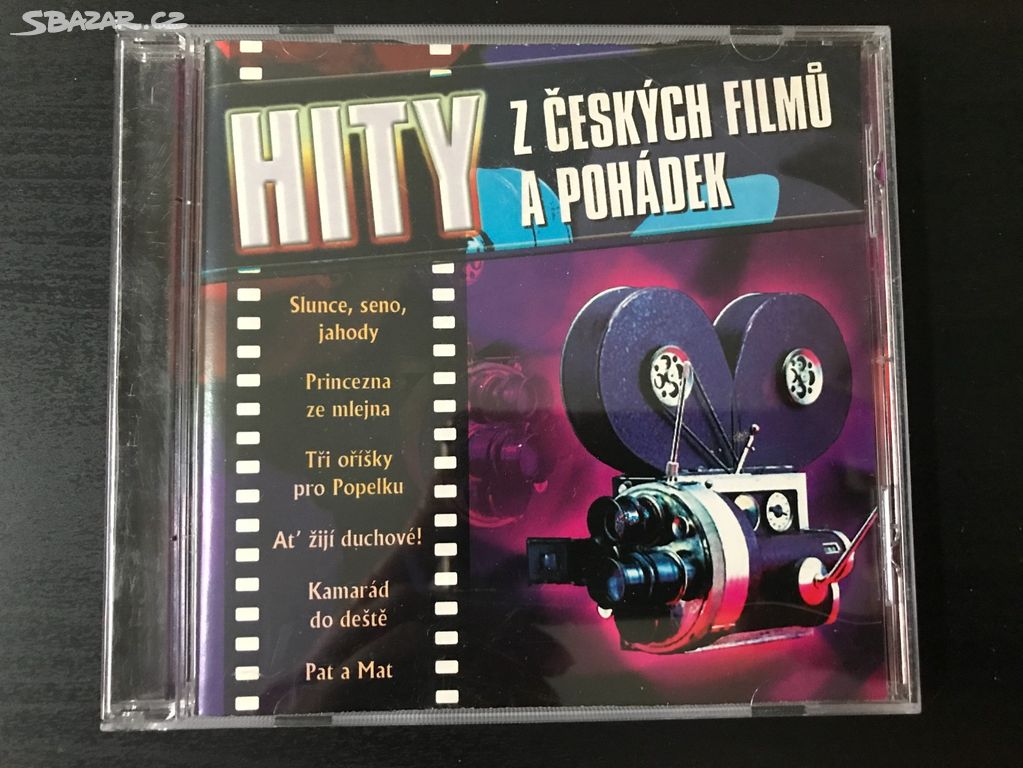 SBAZAR.CZ
HITY
Z ČESKÝCH FILMŮ
A POHÁDEK
Slunce, seno,
jahody
Princezna
ze mlejna
Tři oříšky
pro Popelku
Ať žijí duchové!
Kamarád
do deště
Pat a Mat